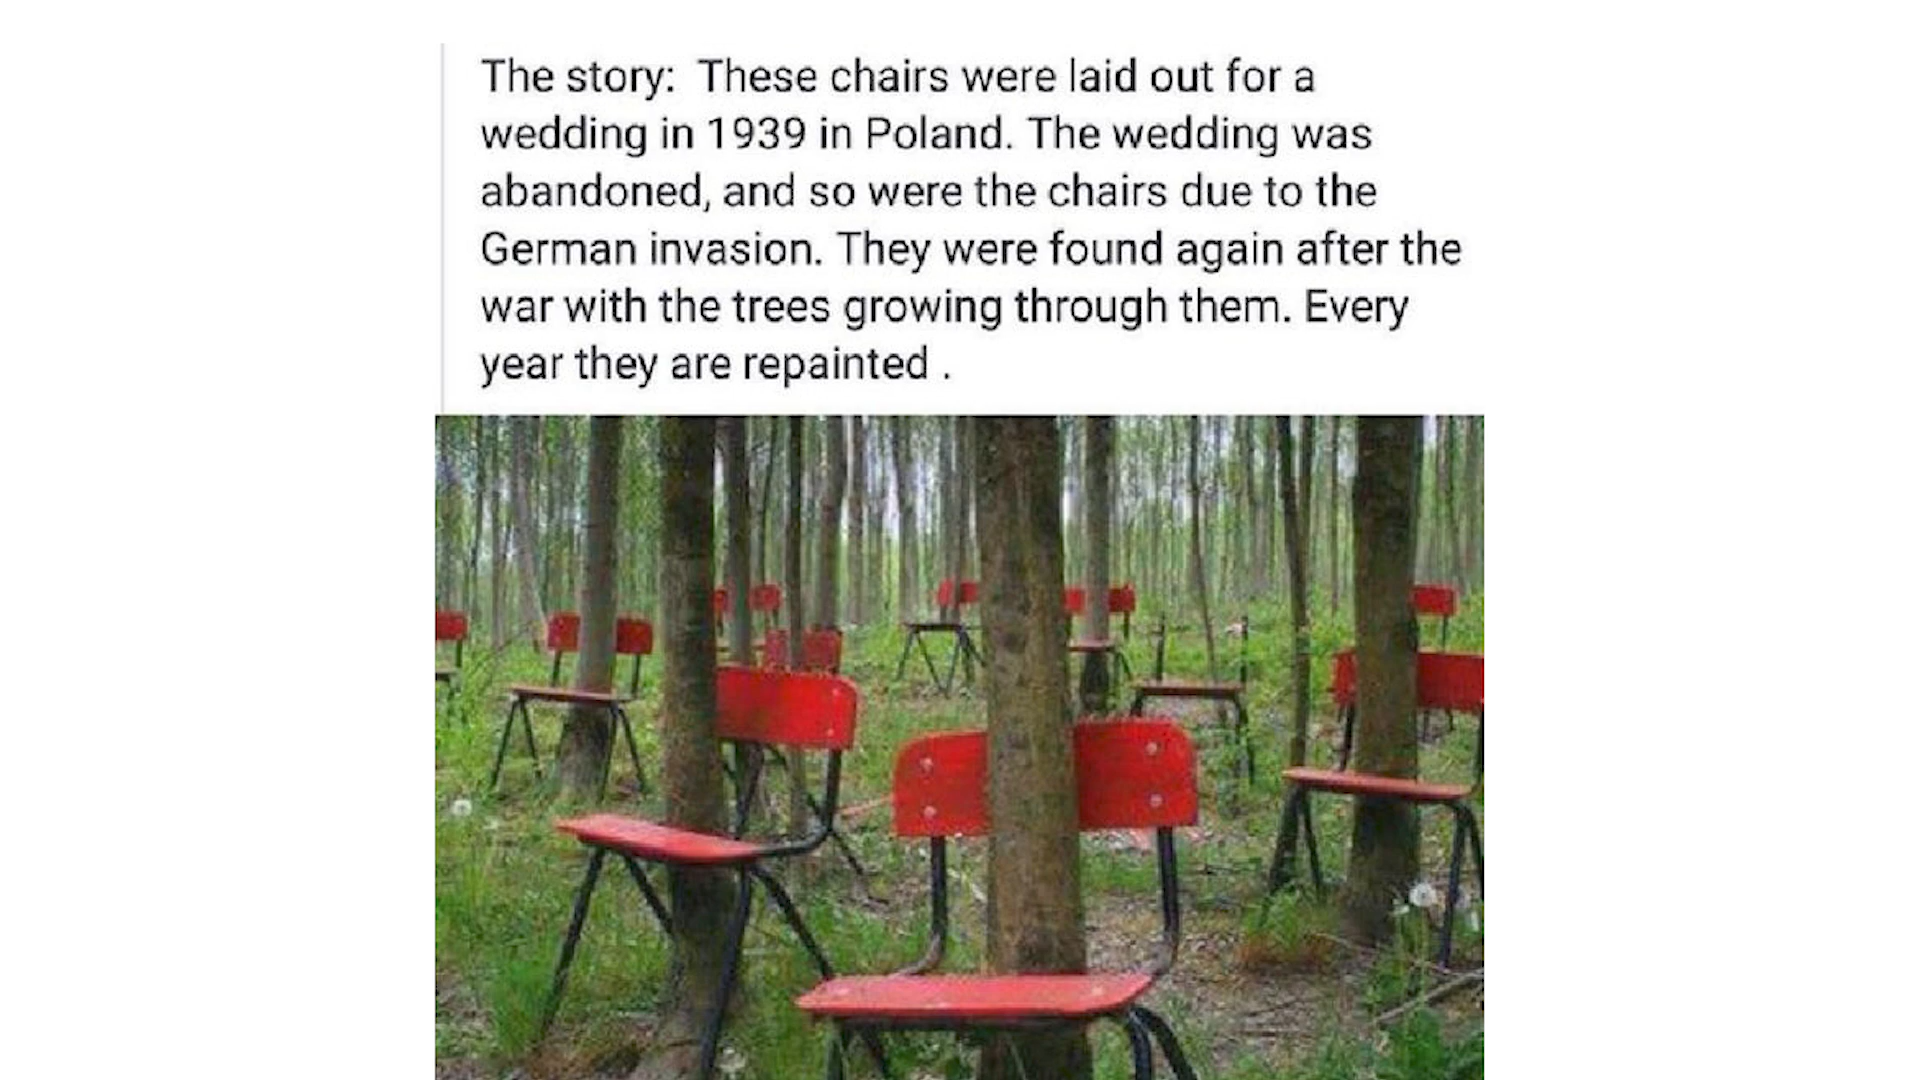 The story:  These chairs were laid out for a
wedding in 1939 in Poland. The wedding was
abandoned, and so were the chairs due to the
German invasion. They were found again after the
war with the trees growing through them. Every
year they are repainted .